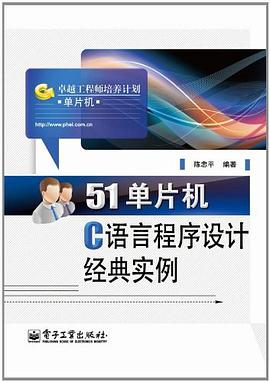 卓越工程师培养计划
■单片机■
http://www.phei.com.cn
陈忠平 编著
51单片机
C语言程序设计
经典实例
电子工业出版社
PUBLISHING HOUSE OF ELECTRONICS INDUSTRY